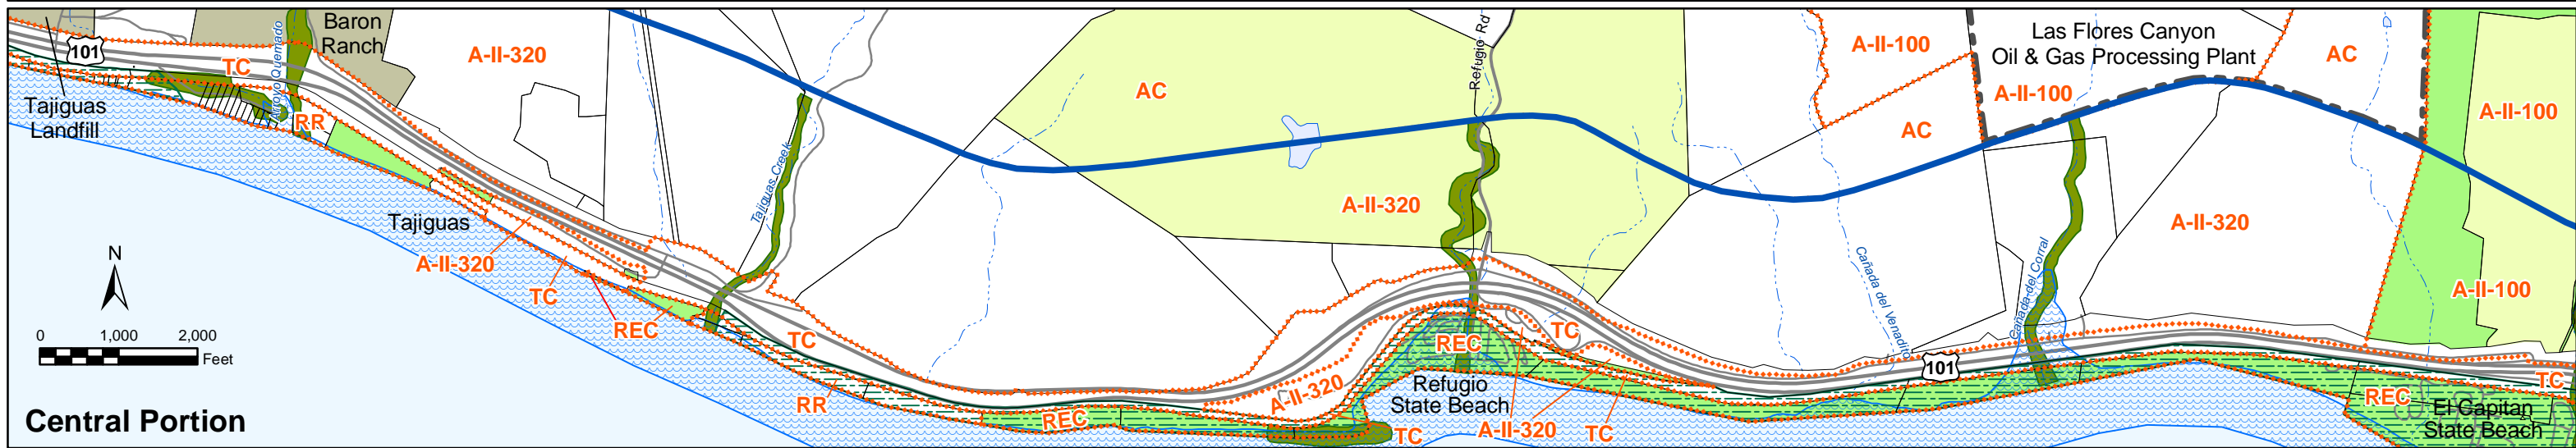 101
Arroyo Quemado
Baron
Ranch
TC
A-II-320
Tajiguas
Landfill
RR
Tajiguas
A-II-320
TC
REC
Tajiguas Creek
TC
RR
REC
AC
Refugio Rd
A-II-320
REC
TC
A-II-320
Refugio
State Beach
TC
A-II-320
TC
A-II-100
AC
Las Flores Canyon
Oil & Gas Processing Plant
A-II-100
AC
A-II-100
A-II-320
A-II-100
Cañada del Venadito
Cañada del Corral
101
TC
REC
El Capitan
State Beach
N
0 1,000 2,000
Feet
Central Portion